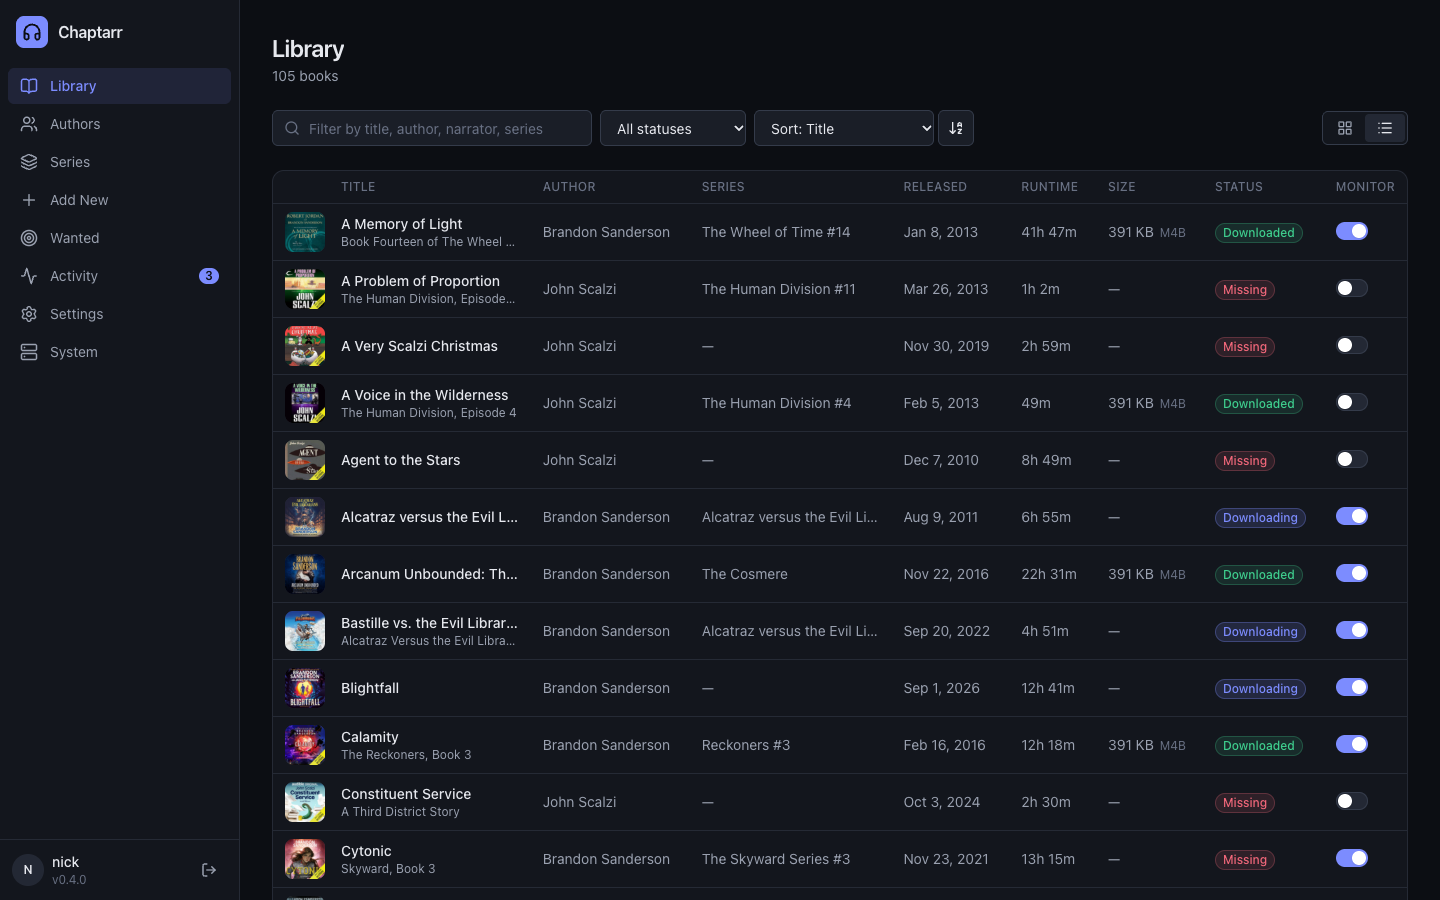 Chaptarr
Library
Authors
Series
Add New
Wanted
Activity 3
Settings
System
N
nick
v0.4.0
Library
105 books
Filter by title, author, narrator, series
All statuses
Sort: Title
TITLE AUTHOR SERIES RELEASED RUNTIME SIZE STATUS MONITOR
A Memory of Light
Book Fourteen of The Wheel ...
Brandon Sanderson The Wheel of Time #14 Jan 8, 2013 41h 47m 391 KB M4B Downloaded
A Problem of Proportion
The Human Division, Episode...
John Scalzi The Human Division #11 Mar 26, 2013 1h 2m — Missing
A Very Scalzi Christmas John Scalzi — Nov 30, 2019 2h 59m — Missing
A Voice in the Wilderness
The Human Division, Episode 4
John Scalzi The Human Division #4 Feb 5, 2013 49m 391 KB M4B Downloaded
Agent to the Stars John Scalzi — Dec 7, 2010 8h 49m — Missing
Alcatraz versus the Evil L... Brandon Sanderson Alcatraz versus the Evil Li... Aug 9, 2011 6h 55m — Downloading
Arcanum Unbounded: Th... Brandon Sanderson The Cosmere Nov 22, 2016 22h 31m 391 KB M4B Downloaded
Bastille vs. the Evil Librar...
Alcatraz Versus the Evil Libra...
Brandon Sanderson Alcatraz versus the Evil Li... Sep 20, 2022 4h 51m — Downloading
Blightfall Brandon Sanderson — Sep 1, 2026 12h 41m — Downloading
Calamity
The Reckoners, Book 3
Brandon Sanderson Reckoners #3 Feb 16, 2016 12h 18m 391 KB M4B Downloaded
Constituent Service
A Third District Story
John Scalzi — Oct 3, 2024 2h 30m — Missing
Cytonic
Skyward, Book 3
Brandon Sanderson The Skyward Series #3 Nov 23, 2021 13h 15m — Missing